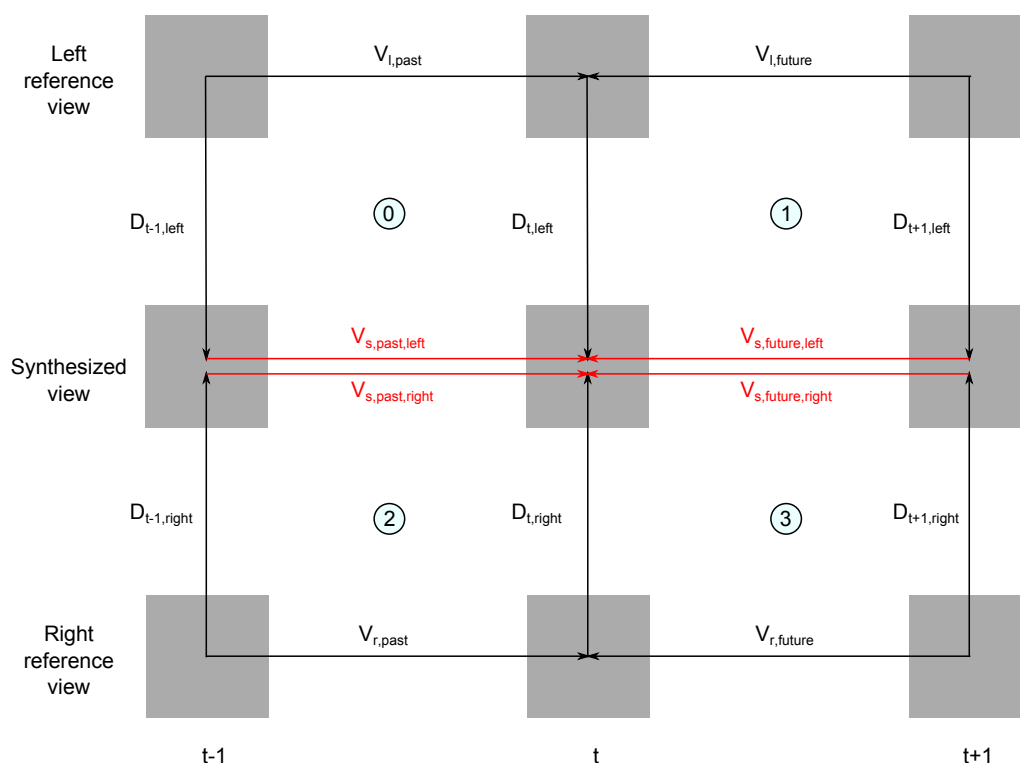 Left
reference
view
V_l,past
V_l,future
D_t-1,left
0
D_t,left
1
D_t+1,left
Synthesized
view
V_s,past,left
V_s,future,left
V_s,past,right
V_s,future,right
D_t-1,right
2
D_t,right
3
D_t+1,right
Right
reference
view
V_r,past
V_r,future
t-1
t
t+1